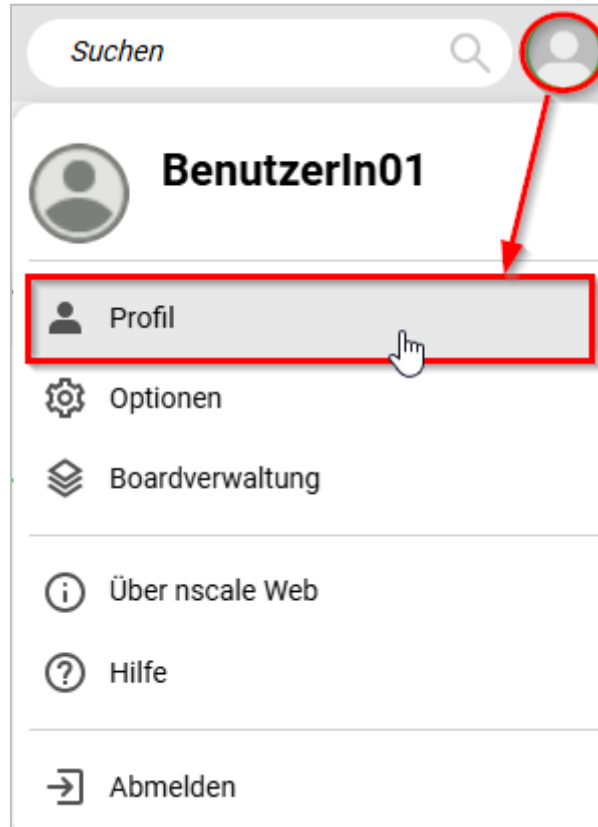 Suchen
BenutzerIn01
Profil
Optionen
Boardverwaltung
Über nscale Web
Hilfe
Abmelden